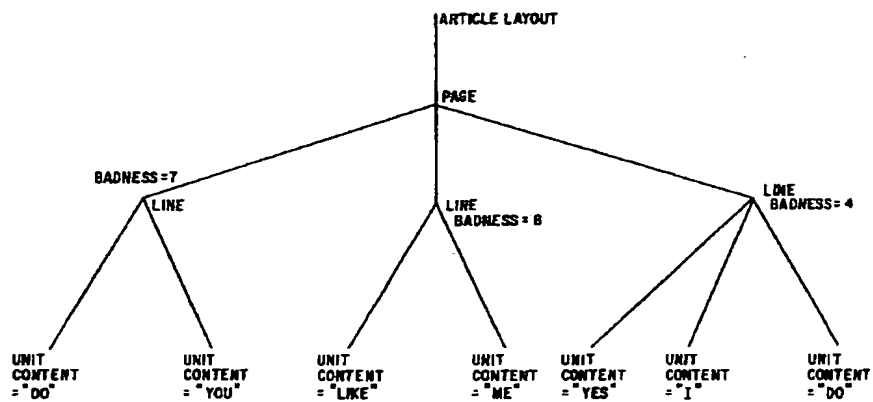 ARTICLE LAYOUT
PAGE
BADNESS=7
LINE
LINE
BADNESS = 8
LINE
BADNESS=4
UNIT
CONTENT
="DO"
UNIT
CONTENT
="YOU"
UNIT
CONTENT
="LIKE"
UNIT
CONTENT
="ME"
UNIT
CONTENT
="YES"
UNIT
CONTENT
="I"
UNIT
CONTENT
="DO"